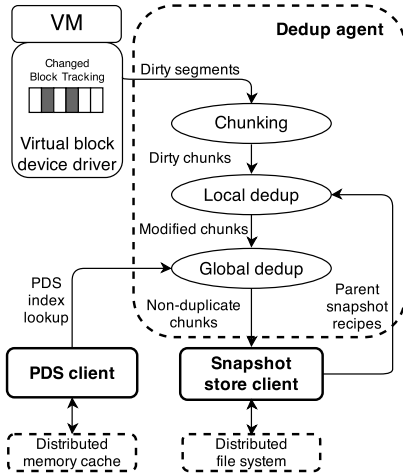 VM
Dedup agent
Changed
Block Tracking
Virtual block
device driver
Dirty segments
Chunking
Dirty chunks
Local dedup
Modified chunks
Global dedup
PDS
index
lookup
Non-duplicate
chunks
Parent
snapshot
recipes
PDS client
Snapshot
store client
Distributed
memory cache
Distributed
file system